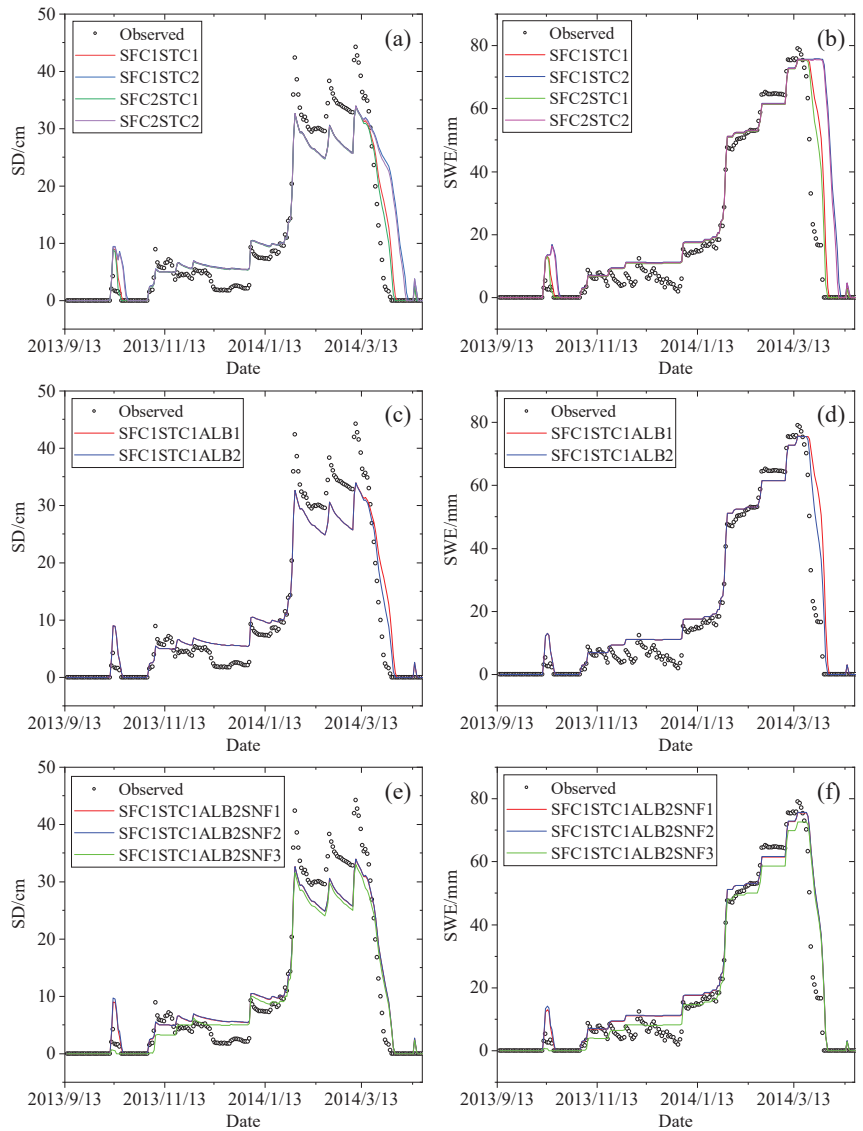 50
40
30
20
10
0
SD/cm
Observed
SFC1STC1
SFC1STC2
SFC2STC1
SFC2STC2
(a)
2013/9/13 2013/11/13 2014/1/13 2014/3/13
Date
80
60
40
20
0
SWE/mm
Observed
SFC1STC1
SFC1STC2
SFC2STC1
SFC2STC2
(b)
2013/9/13 2013/11/13 2014/1/13 2014/3/13
Date
50
40
30
20
10
0
SD/cm
Observed
SFC1STC1ALB1
SFC1STC1ALB2
(c)
2013/9/13 2013/11/13 2014/1/13 2014/3/13
Date
80
60
40
20
0
SWE/mm
Observed
SFC1STC1ALB1
SFC1STC1ALB2
(d)
2013/9/13 2013/11/13 2014/1/13 2014/3/13
Date
50
40
30
20
10
0
SD/cm
Observed
SFC1STC1ALB2SNF1
SFC1STC1ALB2SNF2
SFC1STC1ALB2SNF3
(e)
2013/9/13 2013/11/13 2014/1/13 2014/3/13
Date
80
60
40
20
0
SWE/mm
Observed
SFC1STC1ALB2SNF1
SFC1STC1ALB2SNF2
SFC1STC1ALB2SNF3
(f)
2013/9/13 2013/11/13 2014/1/13 2014/3/13
Date